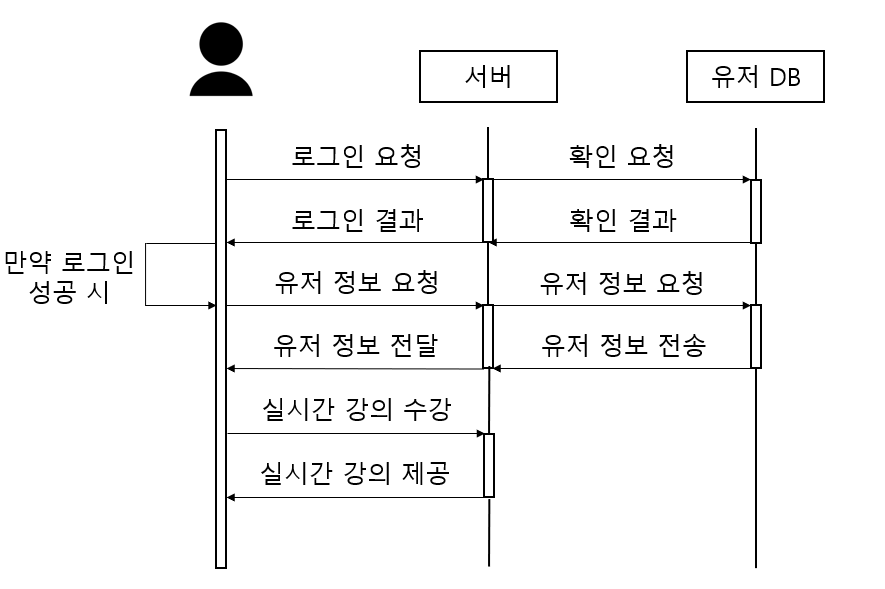 서버
유저 DB
로그인 요청
확인 요청
로그인 결과
확인 결과
만약 로그인
성공 시
유저 정보 요청
유저 정보 요청
유저 정보 전달
유저 정보 전송
실시간 강의 수강
실시간 강의 제공